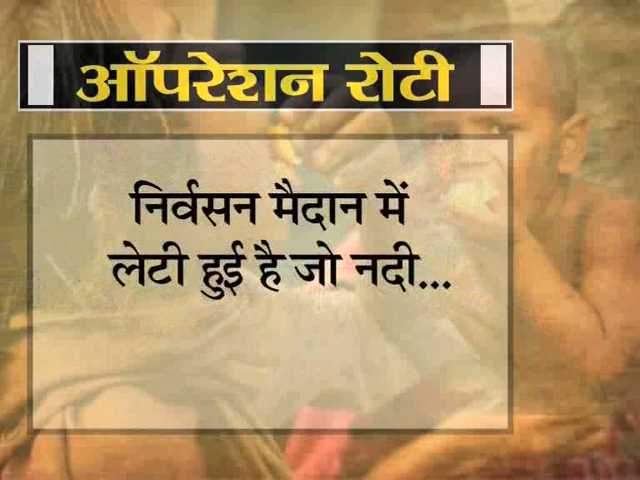 ऑपरेशन रोटी
निर्वसन मैदान में
लेटी हुई है जो नदी...